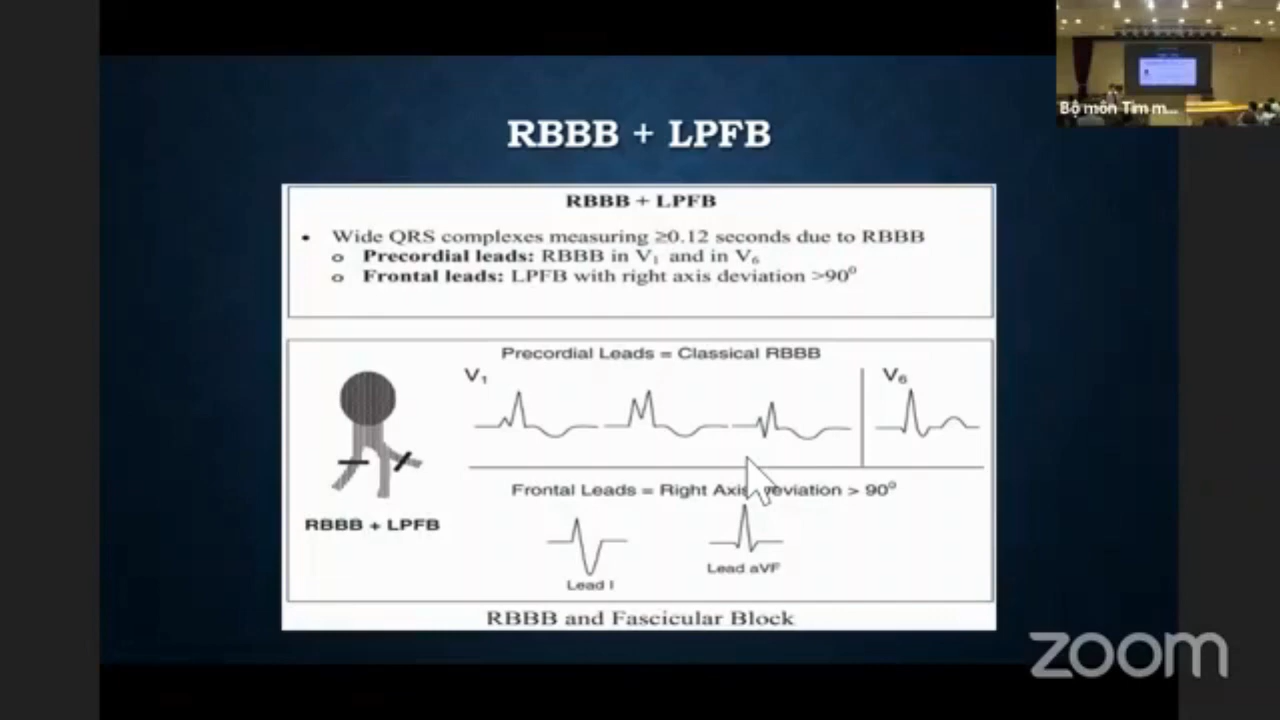 Bộ môn Tim m...
RBBB + LPFB
RBBB + LPFB
• Wide QRS complexes measuring ≥0.12 seconds due to RBBB
o Precordial leads: RBBB in V₁ and in V₆
o Frontal leads: LPFB with right axis deviation >90⁰
Precordial Leads = Classical RBBB
V₁
V₆
Frontal Leads = Right Axis Deviation > 90⁰
RBBB + LPFB
Lead I
Lead aVF
RBBB and Fascicular Block
zoom